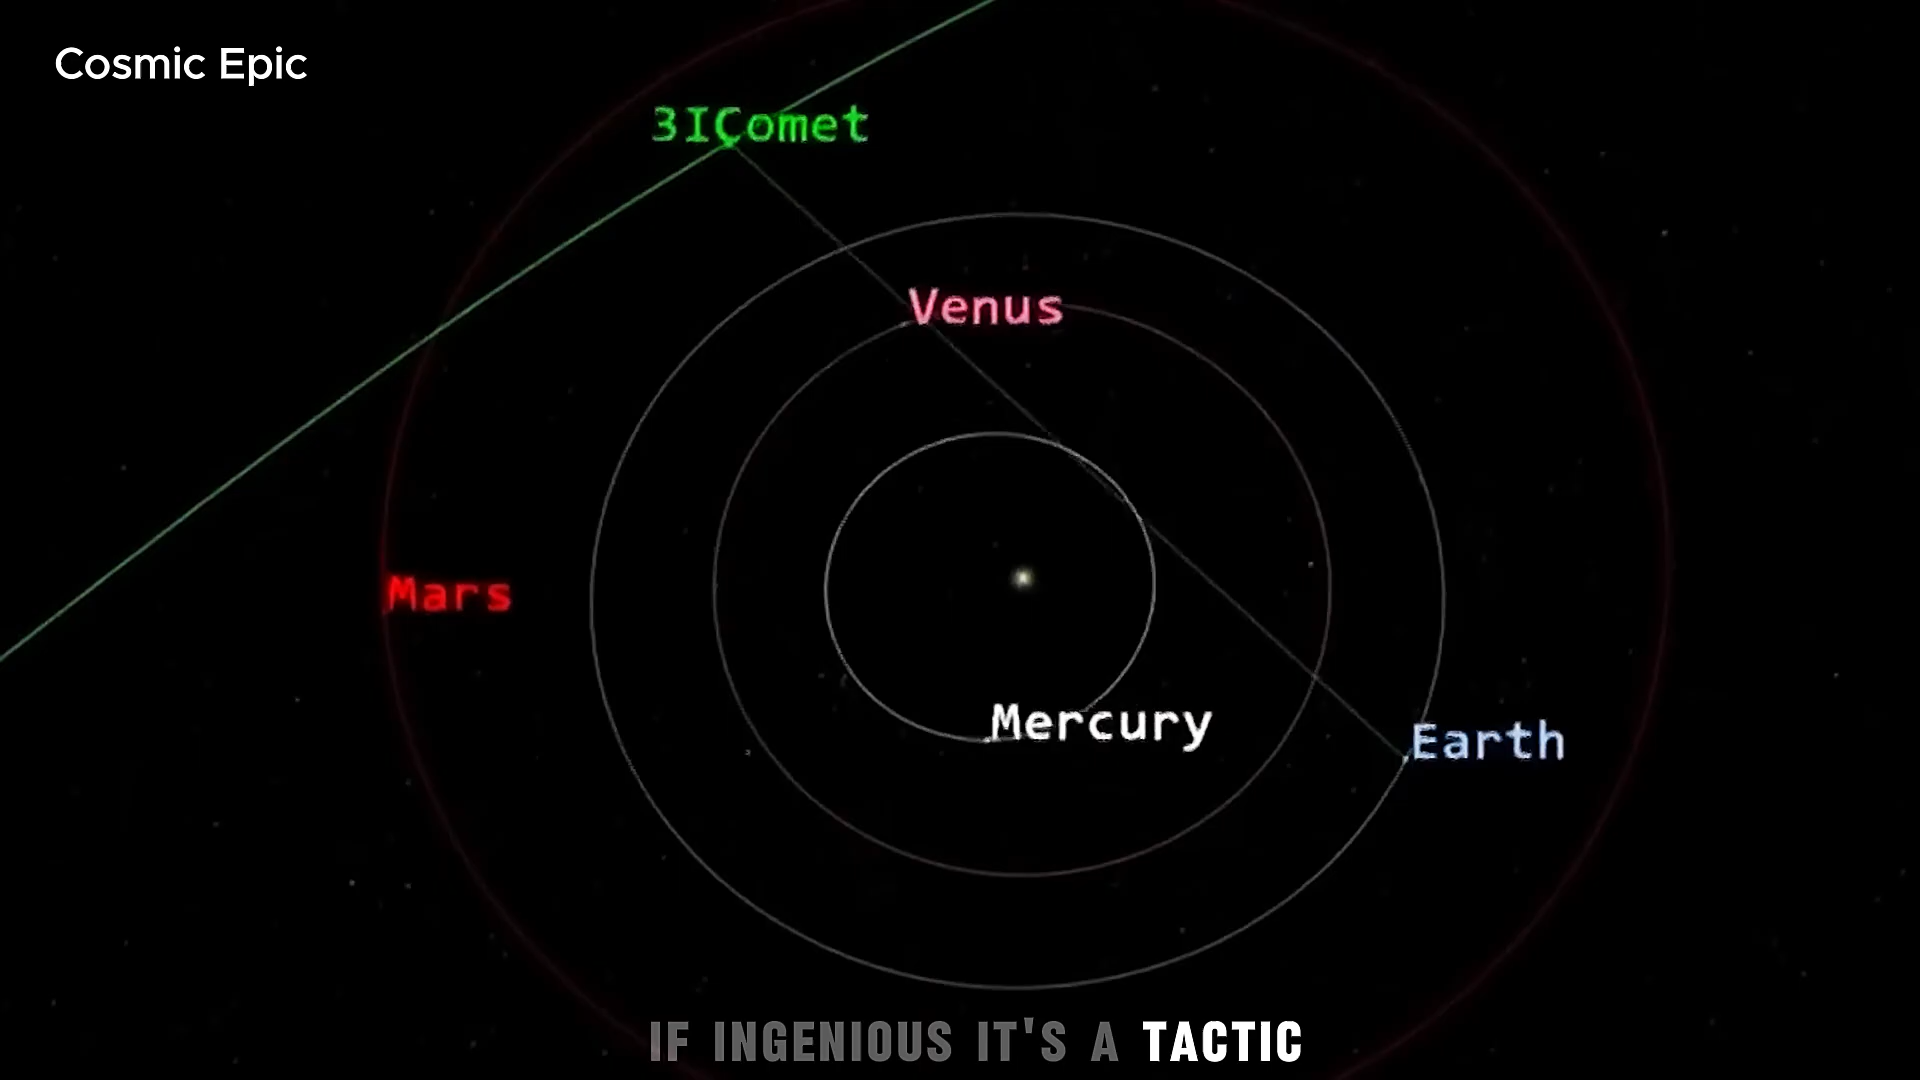 Cosmic Epic
3IComet
Venus
Mars
Mercury
Earth
IF INGENIOUS IT'S A TACTIC